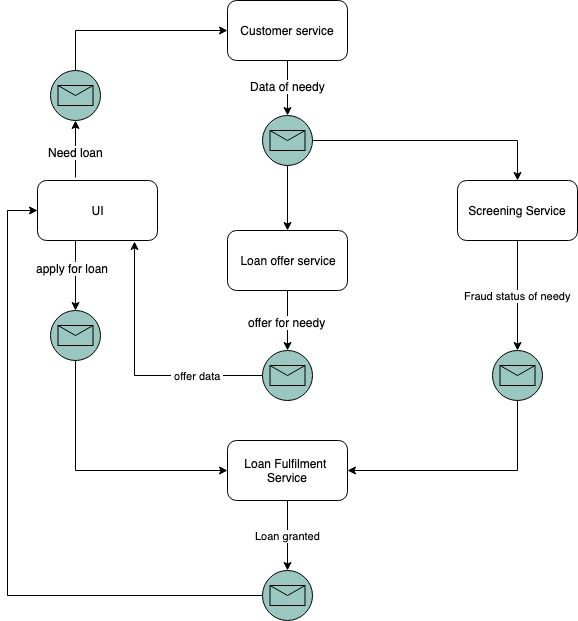 Customer service
Data of needy
Need loan
UI
Screening Service
Loan offer service
apply for loan
Fraud status of needy
offer for needy
offer data
Loan Fulfilment
Service
Loan granted